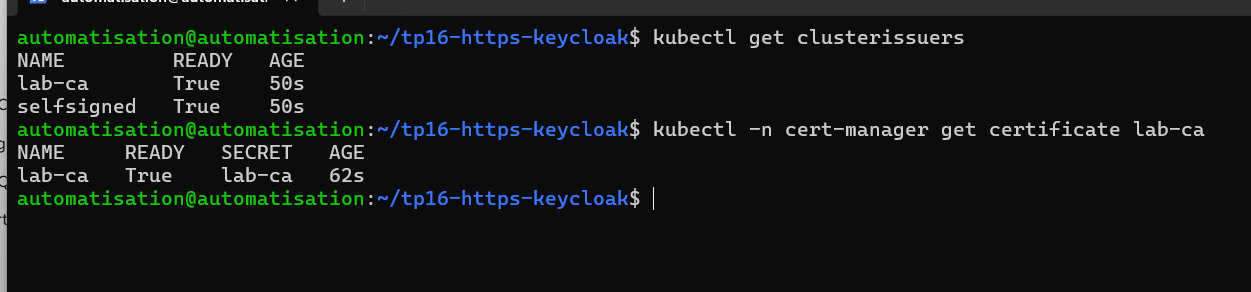 automatisation@automatisation:~/tp16-https-keycloak$ kubectl get clusterissuers
NAME         READY   AGE
lab-ca       True    50s
selfsigned   True    50s
automatisation@automatisation:~/tp16-https-keycloak$ kubectl -n cert-manager get certificate lab-ca
NAME     READY   SECRET   AGE
lab-ca   True    lab-ca   62s
automatisation@automatisation:~/tp16-https-keycloak$